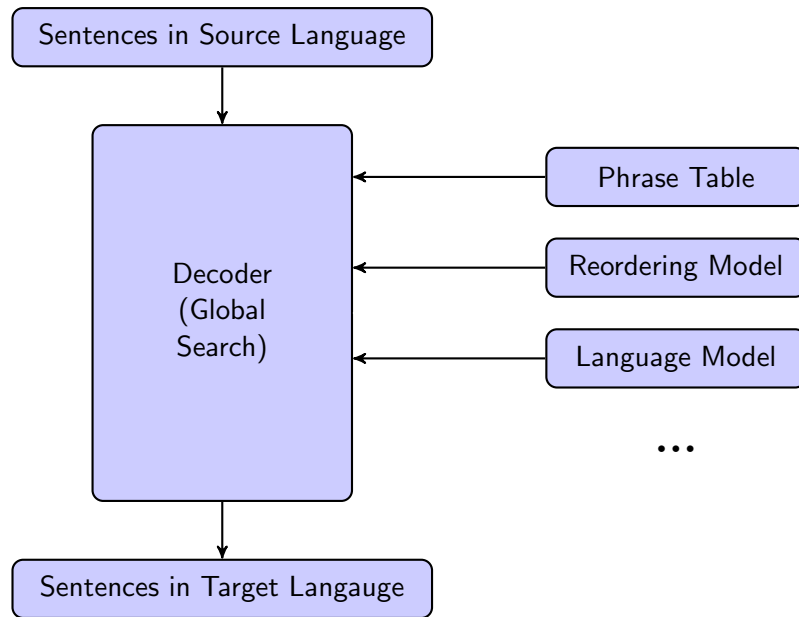 Sentences in Source Language
Phrase Table
Decoder
(Global
Search)
Reordering Model
Language Model
...
Sentences in Target Langauge